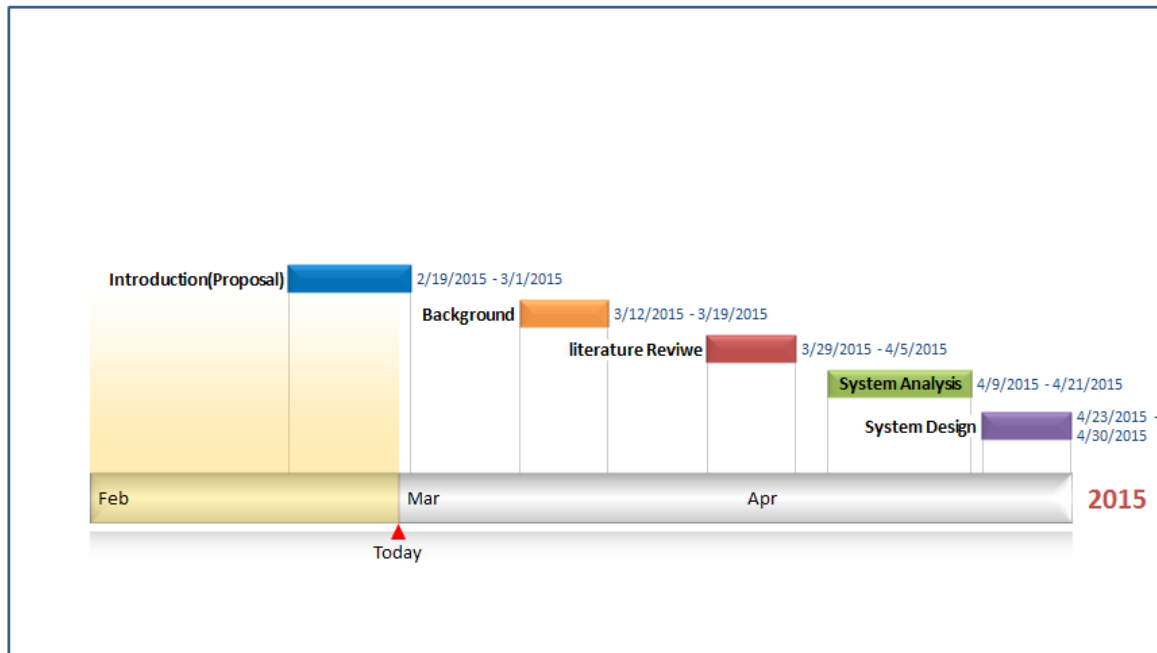 Introduction(Proposal) 2/19/2015 - 3/1/2015
Background 3/12/2015 - 3/19/2015
literature Reviwe 3/29/2015 - 4/5/2015
System Analysis 4/9/2015 - 4/21/2015
System Design 4/23/2015 -
4/30/2015
Feb Mar Apr 2015
Today